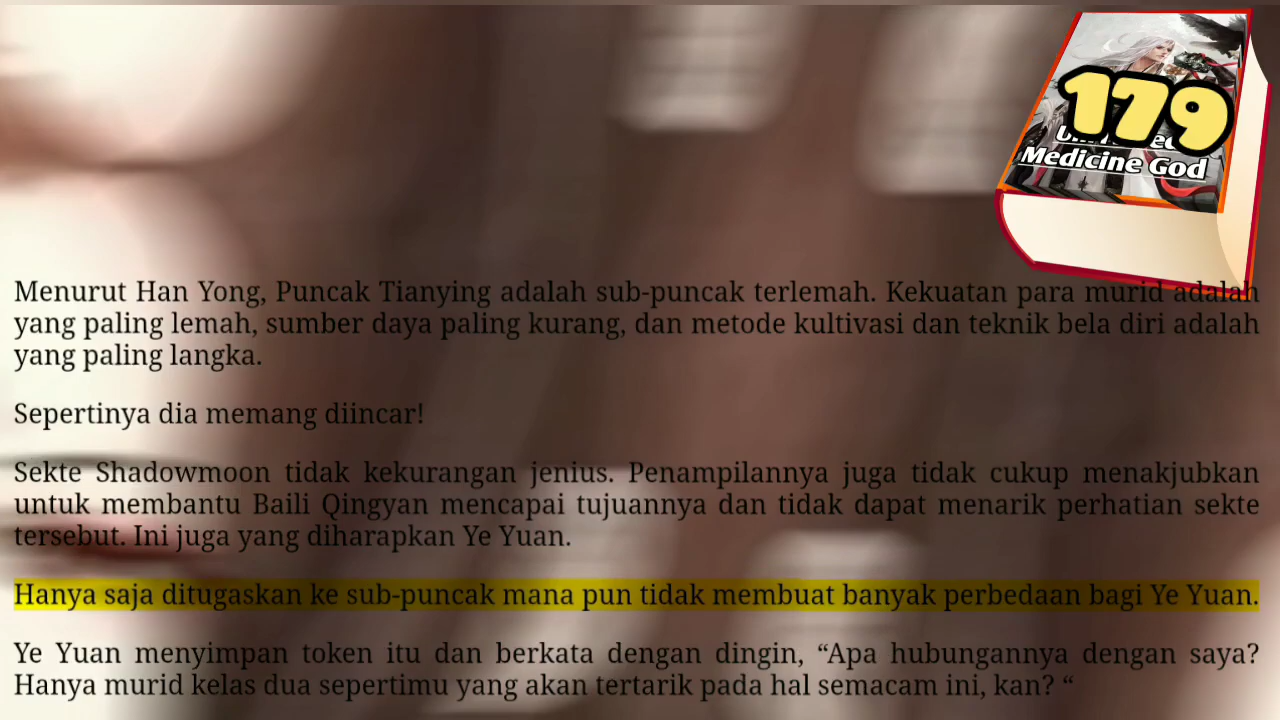 179
Medicine God
Menurut Han Yong, Puncak Tianying adalah sub-puncak terlemah. Kekuatan para murid adalah
yang paling lemah, sumber daya paling kurang, dan metode kultivasi dan teknik bela diri adalah
yang paling langka.
Sepertinya dia memang diincar!
Sekte Shadowmoon tidak kekurangan jenius. Penampilannya juga tidak cukup menakjubkan
untuk membantu Baili Qingyan mencapai tujuannya dan tidak dapat menarik perhatian sekte
tersebut. Ini juga yang diharapkan Ye Yuan.
Hanya saja ditugaskan ke sub-puncak mana pun tidak membuat banyak perbedaan bagi Ye Yuan.
Ye Yuan menyimpan token itu dan berkata dengan dingin, “Apa hubungannya dengan saya?
Hanya murid kelas dua sepertimu yang akan tertarik pada hal semacam ini, kan? “